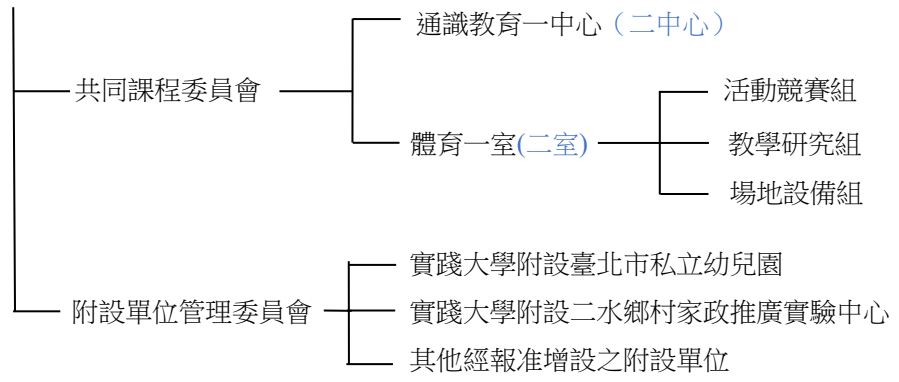 通識教育一中心（二中心）
共同課程委員會
活動競賽組
體育一室(二室)
教學研究組
場地設備組
實踐大學附設臺北市私立幼兒園
附設單位管理委員會
實踐大學附設二水鄉村家政推廣實驗中心
其他經報准增設之附設單位